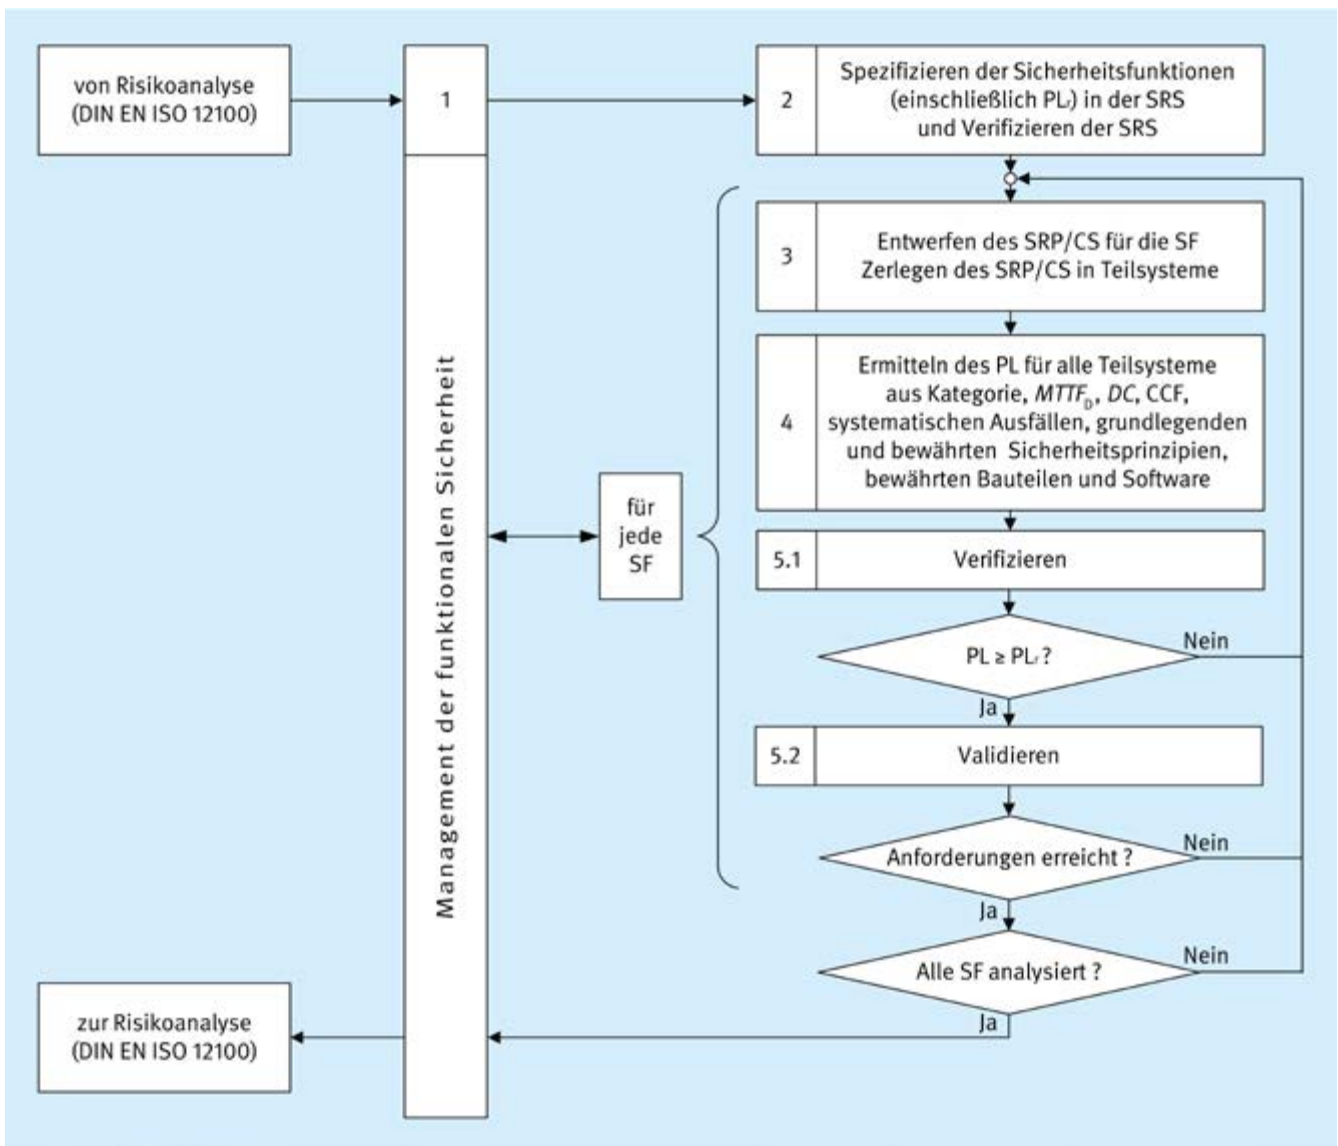 von Risikoanalyse
(DIN EN ISO 12100)
1
Management der funktionalen Sicherheit
2
Spezifizieren der Sicherheitsfunktionen
(einschließlich PLr) in der SRS
und Verifizieren der SRS
3
Entwerfen des SRP/CS für die SF
Zerlegen des SRP/CS in Teilsysteme
4
Ermitteln des PL für alle Teilsysteme
aus Kategorie, MTTFD, DC, CCF,
systematischen Ausfällen, grundlegenden
und bewährten Sicherheitsprinzipien,
bewährten Bauteilen und Software
für
jede
SF
5.1
Verifizieren
PL ≥ PLr ?
Nein
Ja
5.2
Validieren
Anforderungen erreicht ?
Nein
Ja
Alle SF analysiert ?
Nein
Ja
zur Risikoanalyse
(DIN EN ISO 12100)